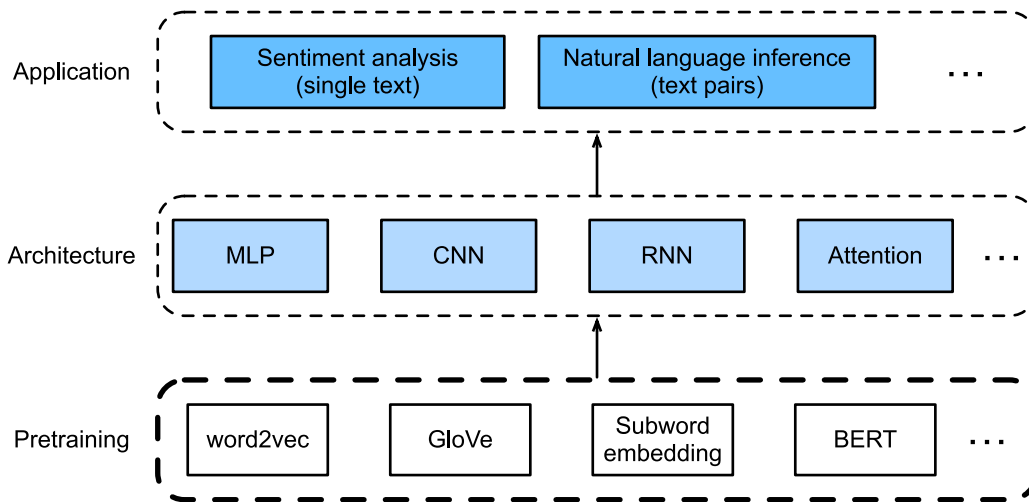 Application
Sentiment analysis
(single text)
Natural language inference
(text pairs)
...
Architecture
MLP
CNN
RNN
Attention
...
Pretraining
word2vec
GloVe
Subword
embedding
BERT
...